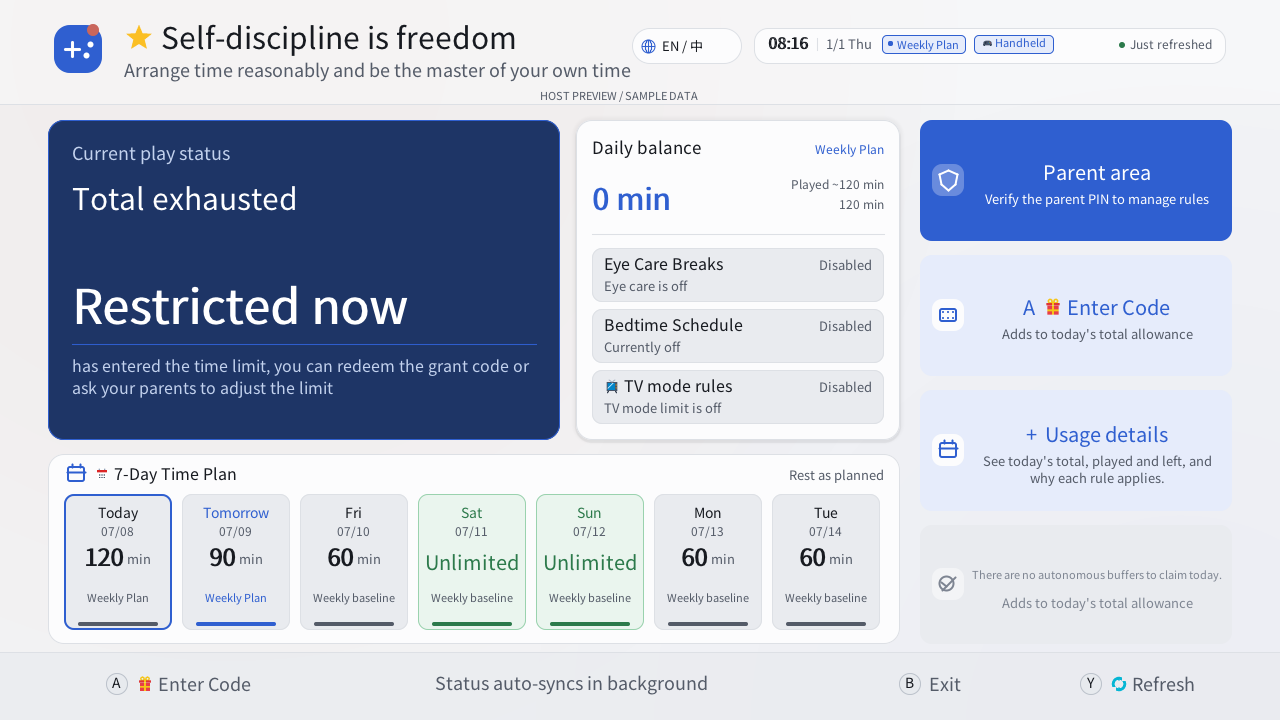 Self-discipline is freedom
Arrange time reasonably and be the master of your own time
EN / 中
08:16 1/1 Thu Weekly Plan Handheld Just refreshed
HOST PREVIEW / SAMPLE DATA
Current play status
Total exhausted
Restricted now
has entered the time limit, you can redeem the grant code or
ask your parents to adjust the limit
Daily balance Weekly Plan
0 min
Played ~120 min
120 min
Eye Care Breaks Disabled
Eye care is off
Bedtime Schedule Disabled
Currently off
TV mode rules Disabled
TV mode limit is off
Parent area
Verify the parent PIN to manage rules
A Enter Code
Adds to today's total allowance
+ Usage details
See today's total, played and left, and
why each rule applies.
There are no autonomous buffers to claim today.
Adds to today's total allowance
7-Day Time Plan Rest as planned
Today
07/08
120 min
Weekly Plan
Tomorrow
07/09
90 min
Weekly Plan
Fri
07/10
60 min
Weekly baseline
Sat
07/11
Unlimited
Weekly baseline
Sun
07/12
Unlimited
Weekly baseline
Mon
07/13
60 min
Weekly baseline
Tue
07/14
60 min
Weekly baseline
A Enter Code
Status auto-syncs in background
B Exit
Y Refresh